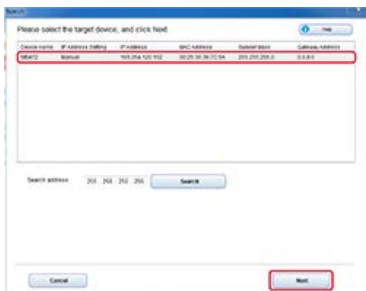 Search
Please select the target device, and click Next.
Help
Device Name IP Address Setting IP Address MAC Address Subnet Mask Gateway Address
Manual 255.255.255.0 0.0.0.0
Search address 255 255 255 255 Search
Cancel Next